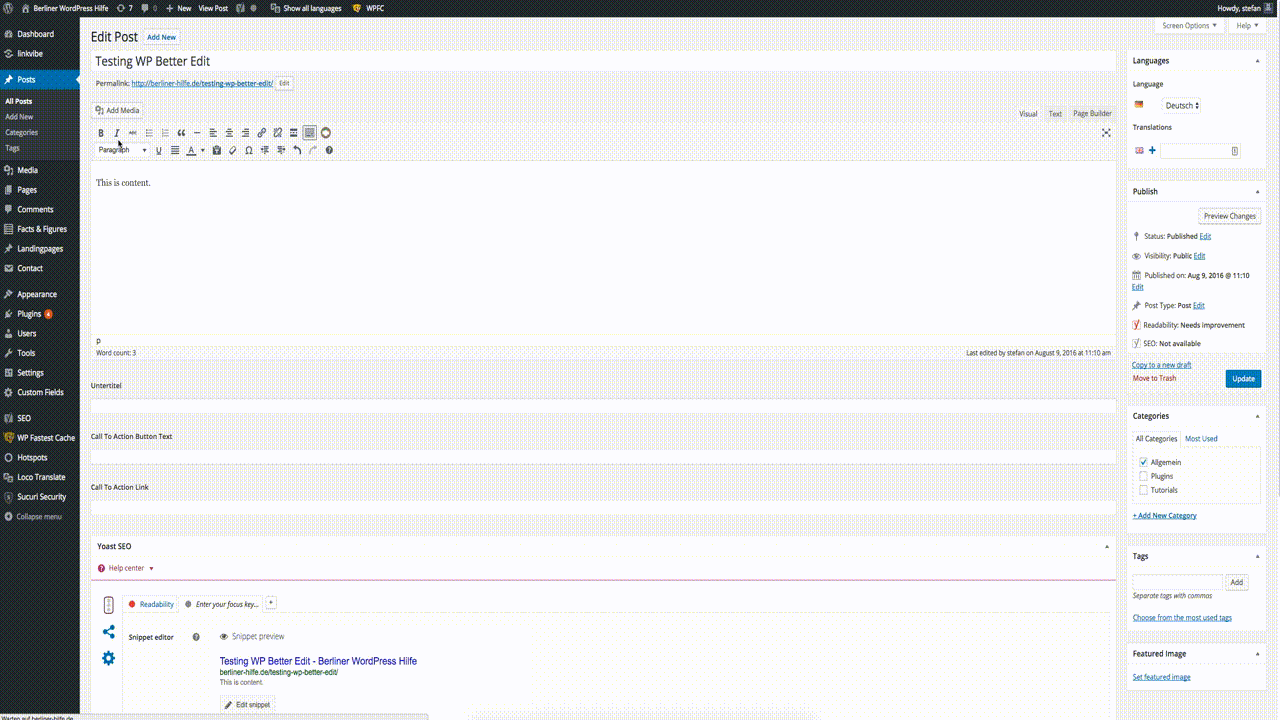 Berliner WordPress Hilfe 7 0 + New View Post Show all languages WPFC Howdy, stefan
Screen Options Help
Dashboard
linkvibe
Posts
All Posts
Add New
Categories
Tags
Media
Pages
Comments
Facts & Figures
Landingpages
Contact
Appearance
Plugins 4
Users
Tools
Settings
Custom Fields
SEO
WP Fastest Cache
Hotspots
Loco Translate
Sucuri Security
Collapse menu
Edit Post Add New
Testing WP Better Edit
Permalink: http://berliner-hilfe.de/testing-wp-better-edit/ Edit
Add Media
Visual Text Page Builder
B I ABC
Paragraph U A Ω
This is content.
p
Word count: 3 Last edited by stefan on August 9, 2016 at 11:10 am
Untertitel
Call To Action Button Text
Call To Action Link
Yoast SEO
Help center
Readability Enter your focus key... +
Snippet editor Snippet preview
Testing WP Better Edit - Berliner WordPress Hilfe
berliner-hilfe.de/testing-wp-better-edit/
This is content.
Edit snippet
Languages
Language
Deutsch
Translations
Publish
Preview Changes
Status: Published Edit
Visibility: Public Edit
Published on: Aug 9, 2016 @ 11:10
Edit
Post Type: Post Edit
Readability: Needs improvement
SEO: Not available
Copy to a new draft
Move to Trash Update
Categories
All Categories Most Used
Allgemein
Plugins
Tutorials
+ Add New Category
Tags
Add
Separate tags with commas
Choose from the most used tags
Featured Image
Set featured image
Warten auf berliner-hilfe.de